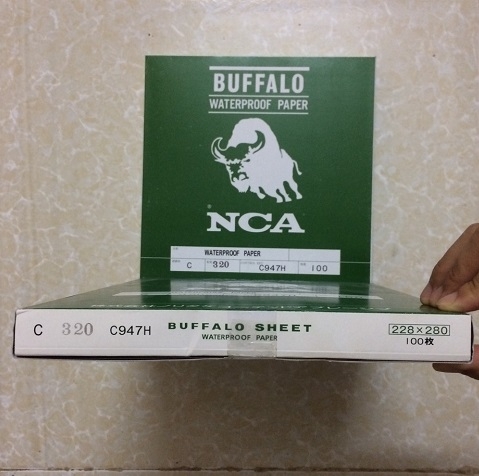 BUFFALO
WATERPROOF PAPER
NCA
WATERPROOF PAPER
C 320 C947H 100
C 320 C947H BUFFALO SHEET 228×280
WATERPROOF PAPER 100枚